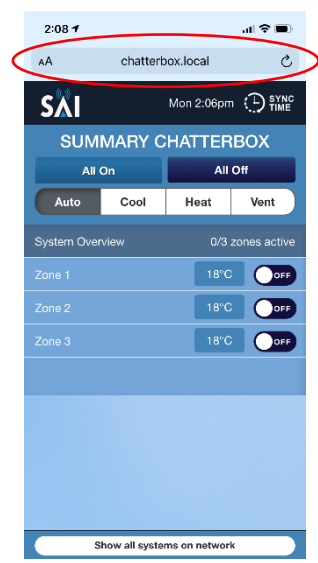 2:08
AA chatterbox.local
SAI Mon 2:06pm SYNC TIME
SUMMARY CHATTERBOX
All On All Off
Auto Cool Heat Vent
System Overview 0/3 zones active
Zone 1 18°C OFF
Zone 2 18°C OFF
Zone 3 18°C OFF
Show all systems on network